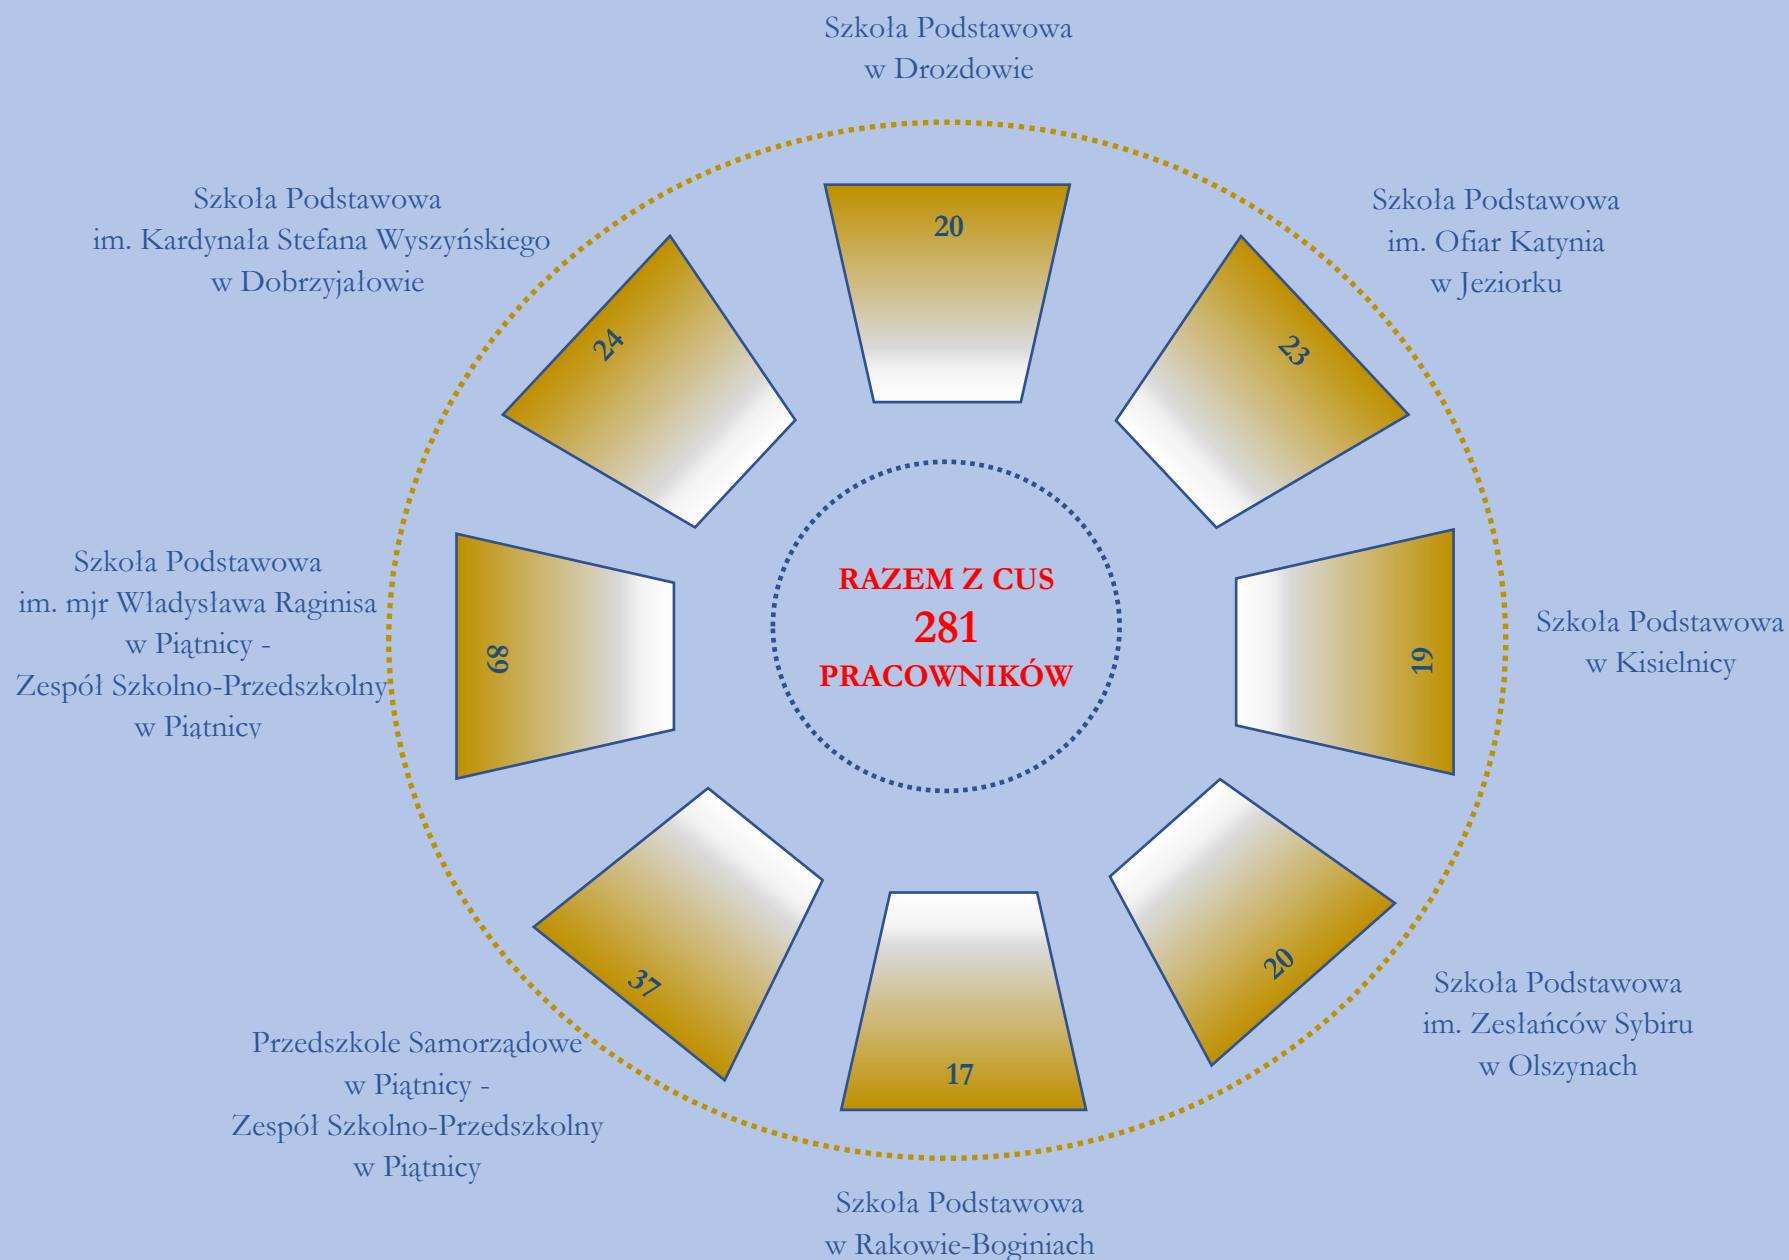 Szkoła Podstawowa
w Drozdowie
Szkoła Podstawowa
im. Kardynała Stefana Wyszyńskiego
w Dobrzyjałowie
Szkoła Podstawowa
im. Ofiar Katynia
w Jeziorku
20
24
23
Szkoła Podstawowa
im. mjr Władysława Raginisa
w Piątnicy -
Zespół Szkolno-Przedszkolny
w Piątnicy
68
RAZEM Z CUS
281
PRACOWNIKÓW
19
Szkoła Podstawowa
w Kisielnicy
37
17
20
Przedszkole Samorządowe
w Piątnicy -
Zespół Szkolno-Przedszkolny
w Piątnicy
Szkoła Podstawowa
im. Zesłańców Sybiru
w Olszynach
Szkoła Podstawowa
w Rakowie-Boginiach